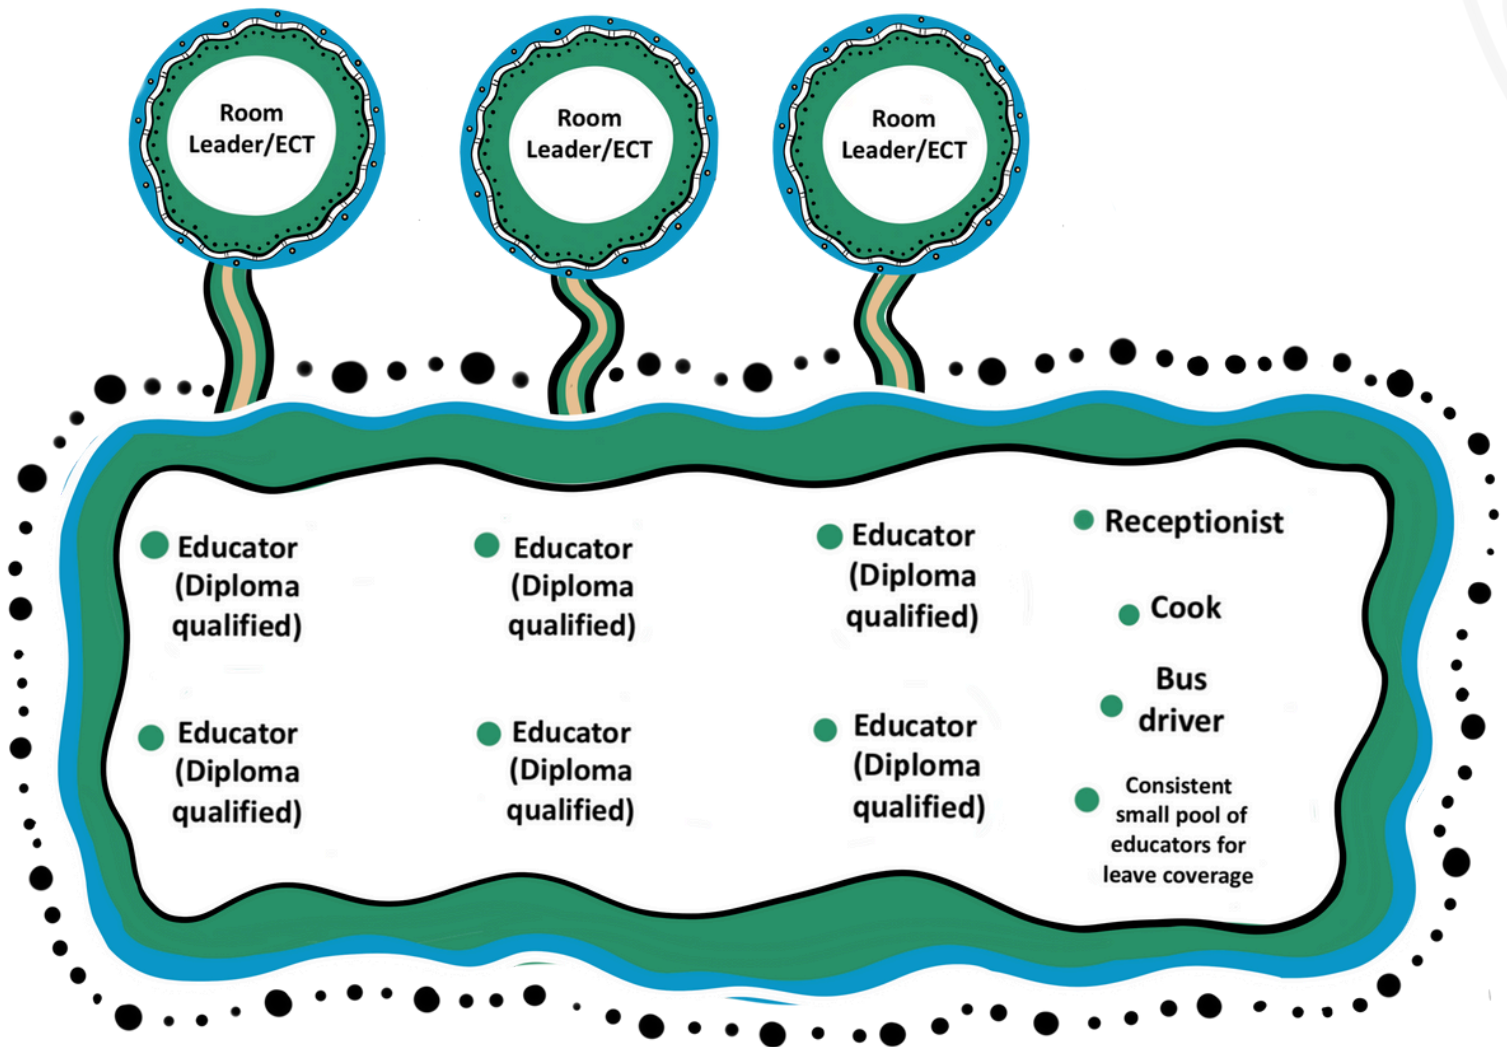 Room
Leader/ECT
Room
Leader/ECT
Room
Leader/ECT
Educator
(Diploma
qualified)
Educator
(Diploma
qualified)
Educator
(Diploma
qualified)
Receptionist
Cook
Bus
driver
Educator
(Diploma
qualified)
Educator
(Diploma
qualified)
Educator
(Diploma
qualified)
Consistent
small pool of
educators for
leave coverage